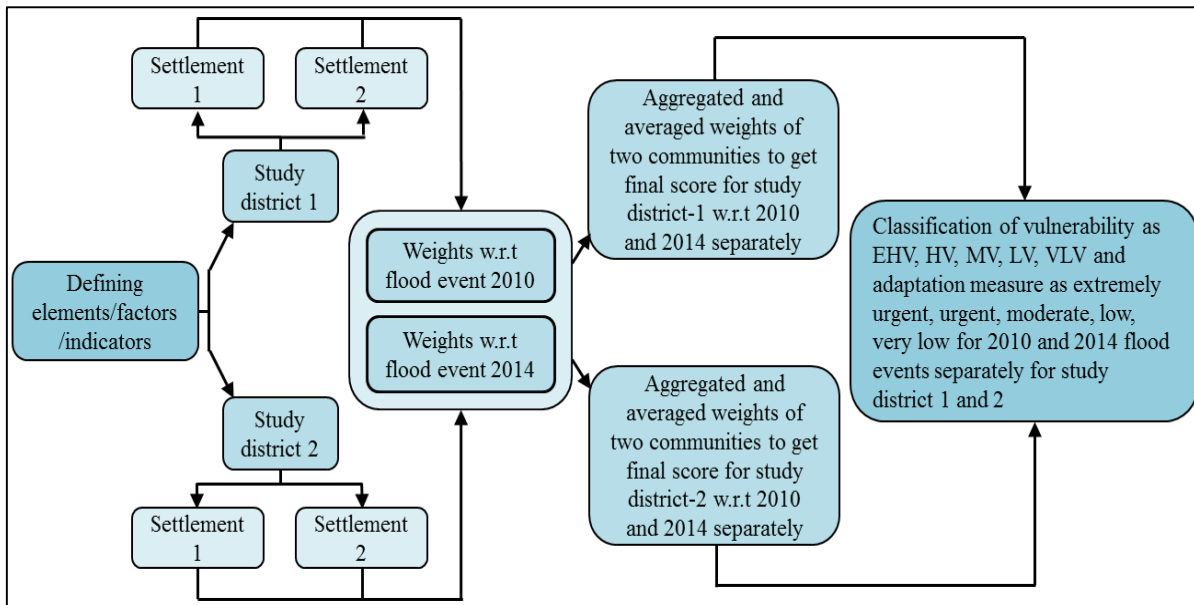 Defining
elements/factors
/indicators
Study
district 1
Settlement
1
Settlement
2
Study
district 2
Settlement
1
Settlement
2
Weights w.r.t
flood event 2010
Weights w.r.t
flood event 2014
Aggregated and
averaged weights of
two communities to get
final score for study
district-1 w.r.t 2010
and 2014 separately
Aggregated and
averaged weights of
two communities to get
final score for study
district-2 w.r.t 2010
and 2014 separately
Classification of vulnerability as
EHV, HV, MV, LV, VLV and
adaptation measure as extremely
urgent, urgent, moderate, low,
very low for 2010 and 2014 flood
events separately for study
district 1 and 2